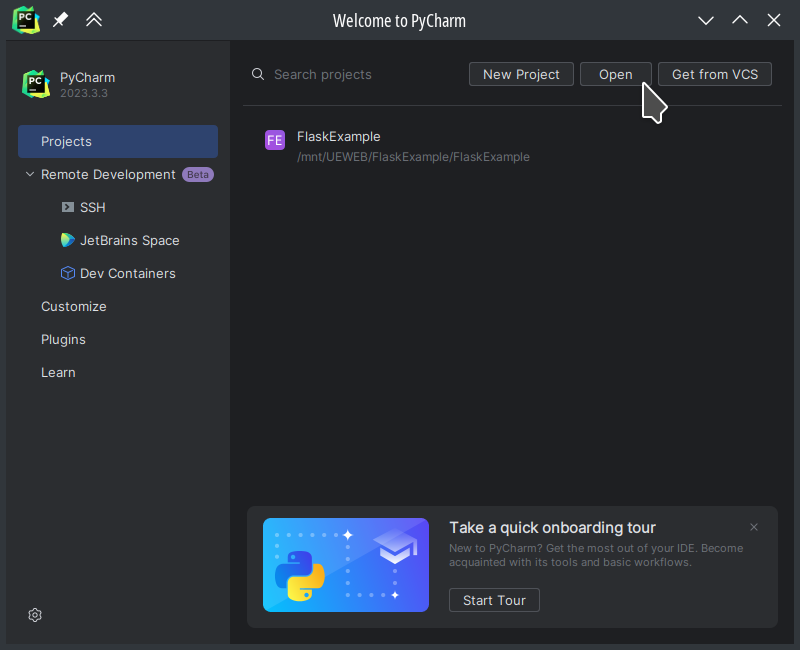 PC
Welcome to PyCharm
PC
PyCharm
2023.3.3
Projects
Remote Development Beta
SSH
JetBrains Space
Dev Containers
Customize
Plugins
Learn
Search projects
New Project
Open
Get from VCS
FE
FlaskExample
/mnt/UEWEB/FlaskExample/FlaskExample
Take a quick onboarding tour
New to PyCharm? Get the most out of your IDE. Become
acquainted with its tools and basic workflows.
Start Tour